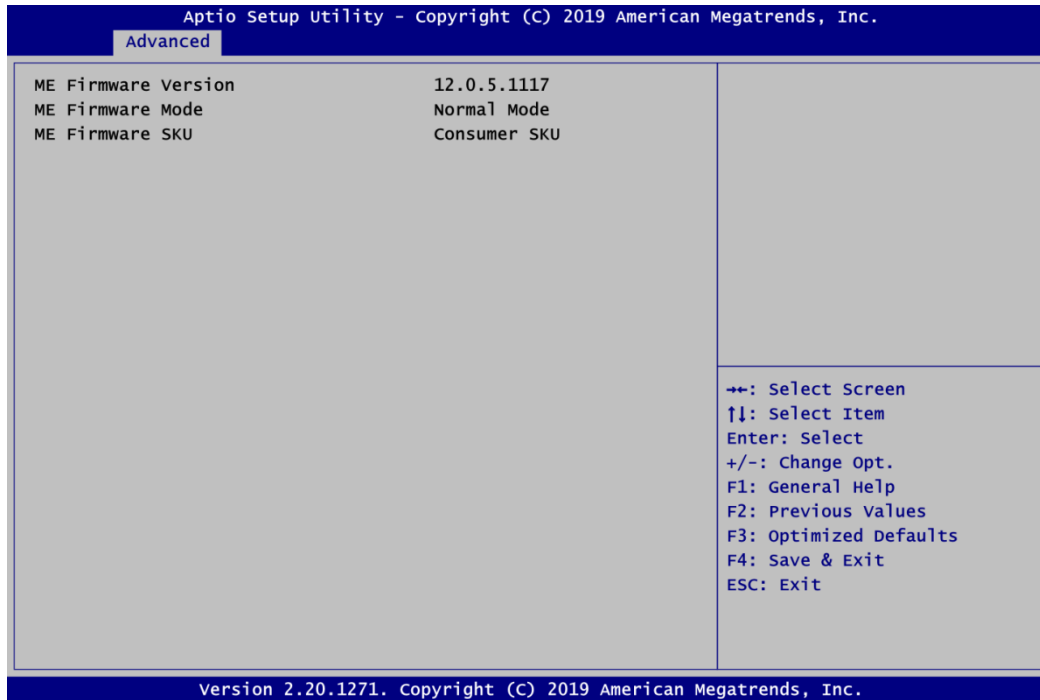 Aptio Setup Utility – Copyright (C) 2019 American Megatrends, Inc.
Advanced
ME Firmware Version 12.0.5.1117
ME Firmware Mode Normal Mode
ME Firmware SKU Consumer SKU
→←: Select Screen
↑↓: Select Item
Enter: Select
+/-: Change Opt.
F1: General Help
F2: Previous Values
F3: Optimized Defaults
F4: Save & Exit
ESC: Exit
Version 2.20.1271. Copyright (C) 2019 American Megatrends, Inc.